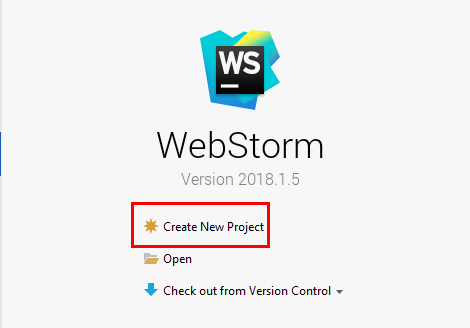 WS
WebStorm
Version 2018.1.5
Create New Project
Open
Check out from Version Control